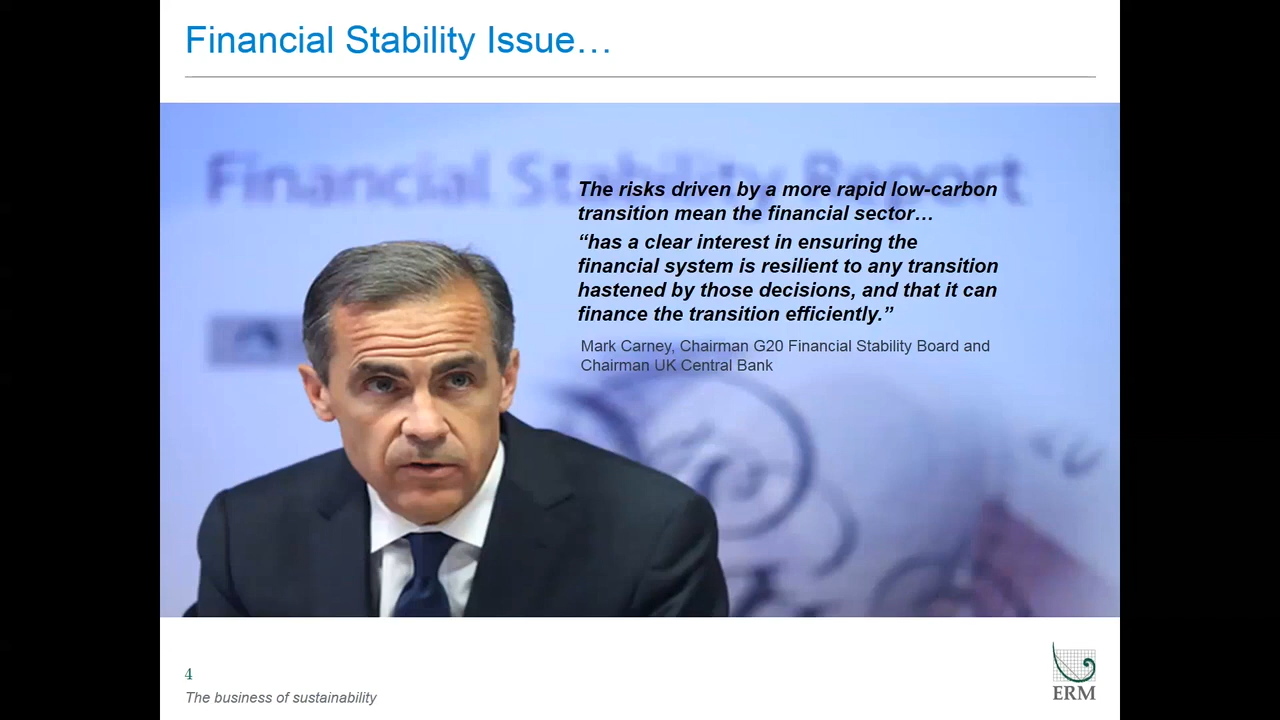 Financial Stability Issue…
Financial Stability Report
The risks driven by a more rapid low-carbon
transition mean the financial sector…
“has a clear interest in ensuring the
financial system is resilient to any transition
hastened by those decisions, and that it can
finance the transition efficiently.”
Mark Carney, Chairman G20 Financial Stability Board and
Chairman UK Central Bank
4
The business of sustainability
ERM